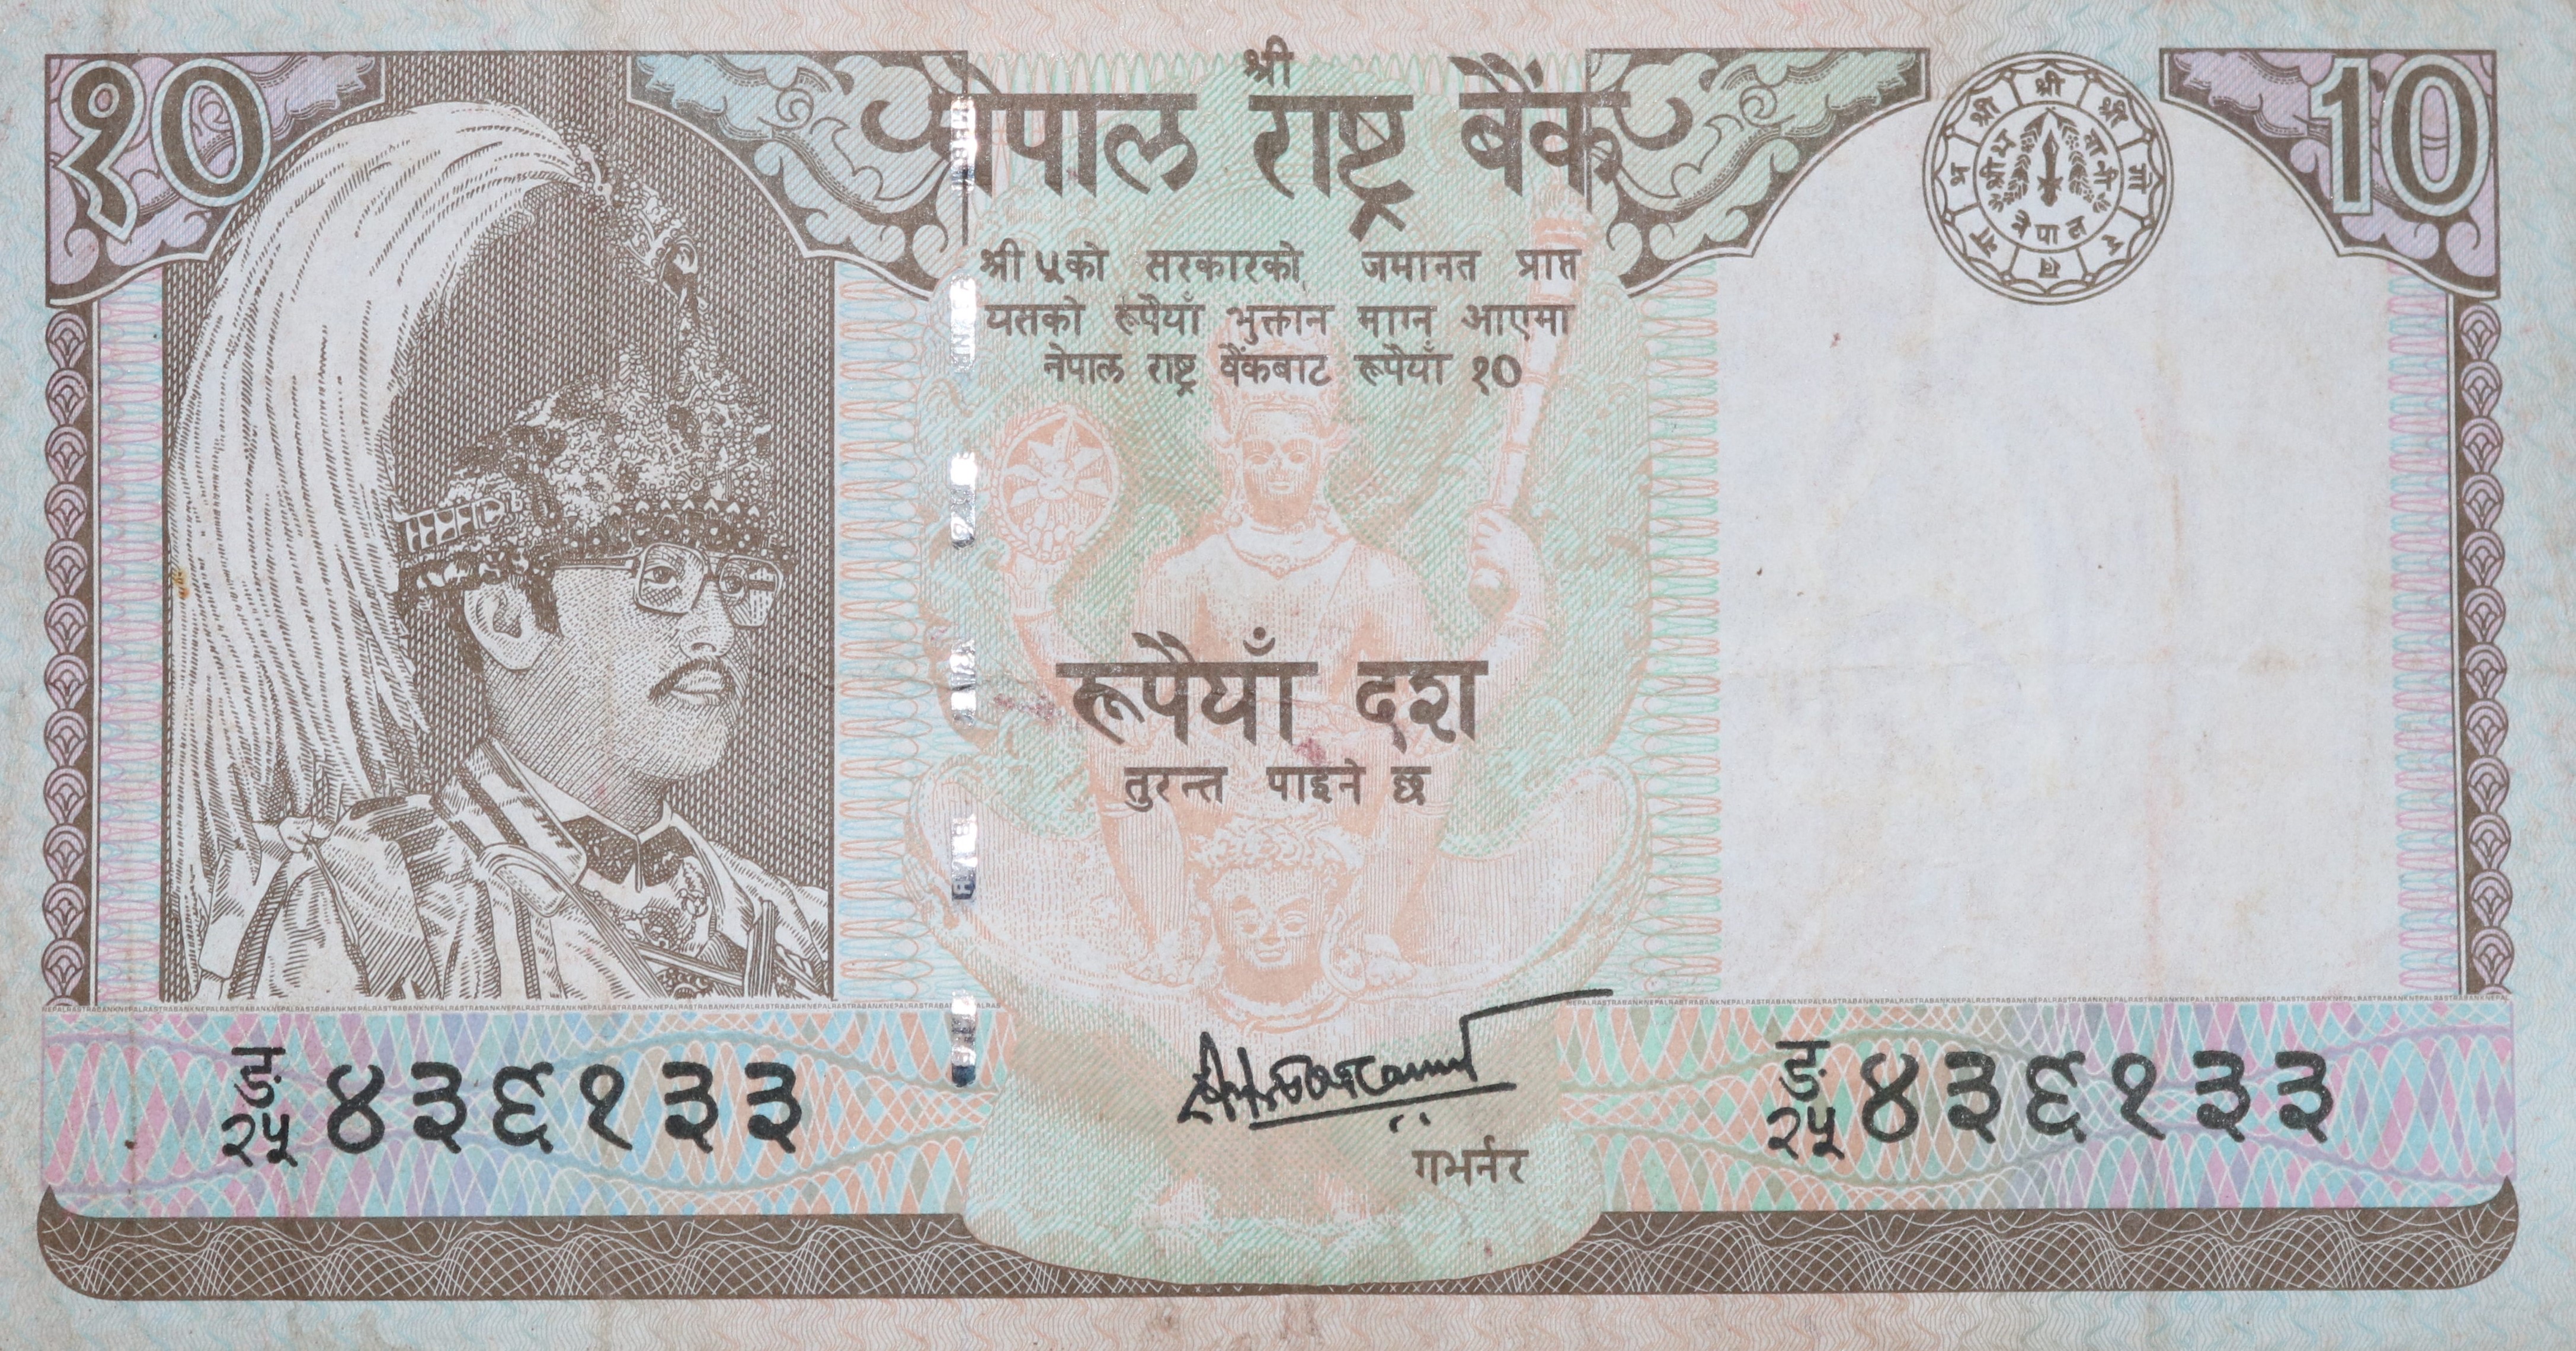 १० 10
श्री
नेपाल राष्ट्र बैंक
श्री ५को सरकारको जमानत प्राप्त
यसको रूपैयाँ भुक्तान माग्न आएमा
नेपाल राष्ट्र बैंकबाट रूपैयाँ १०
रूपैयाँ दश
तुरन्त पाइने छ
NEPALRASTRABANKNEPALRASTRABANKNEPALRASTRABANK
ङ
२५ ४३६१३३
ङ
२५ ४३६१३३
गभर्नर